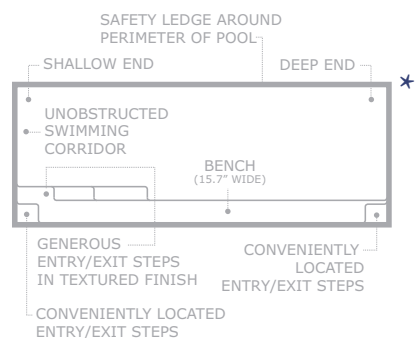 SAFETY LEDGE AROUND
PERIMETER OF POOL
SHALLOW END
DEEP END
*
UNOBSTRUCTED
SWIMMING
CORRIDOR
BENCH
(15.7" WIDE)
GENEROUS
ENTRY/EXIT STEPS
IN TEXTURED FINISH
CONVENIENTLY
LOCATED
ENTRY/EXIT STEPS
CONVENIENTLY LOCATED
ENTRY/EXIT STEPS